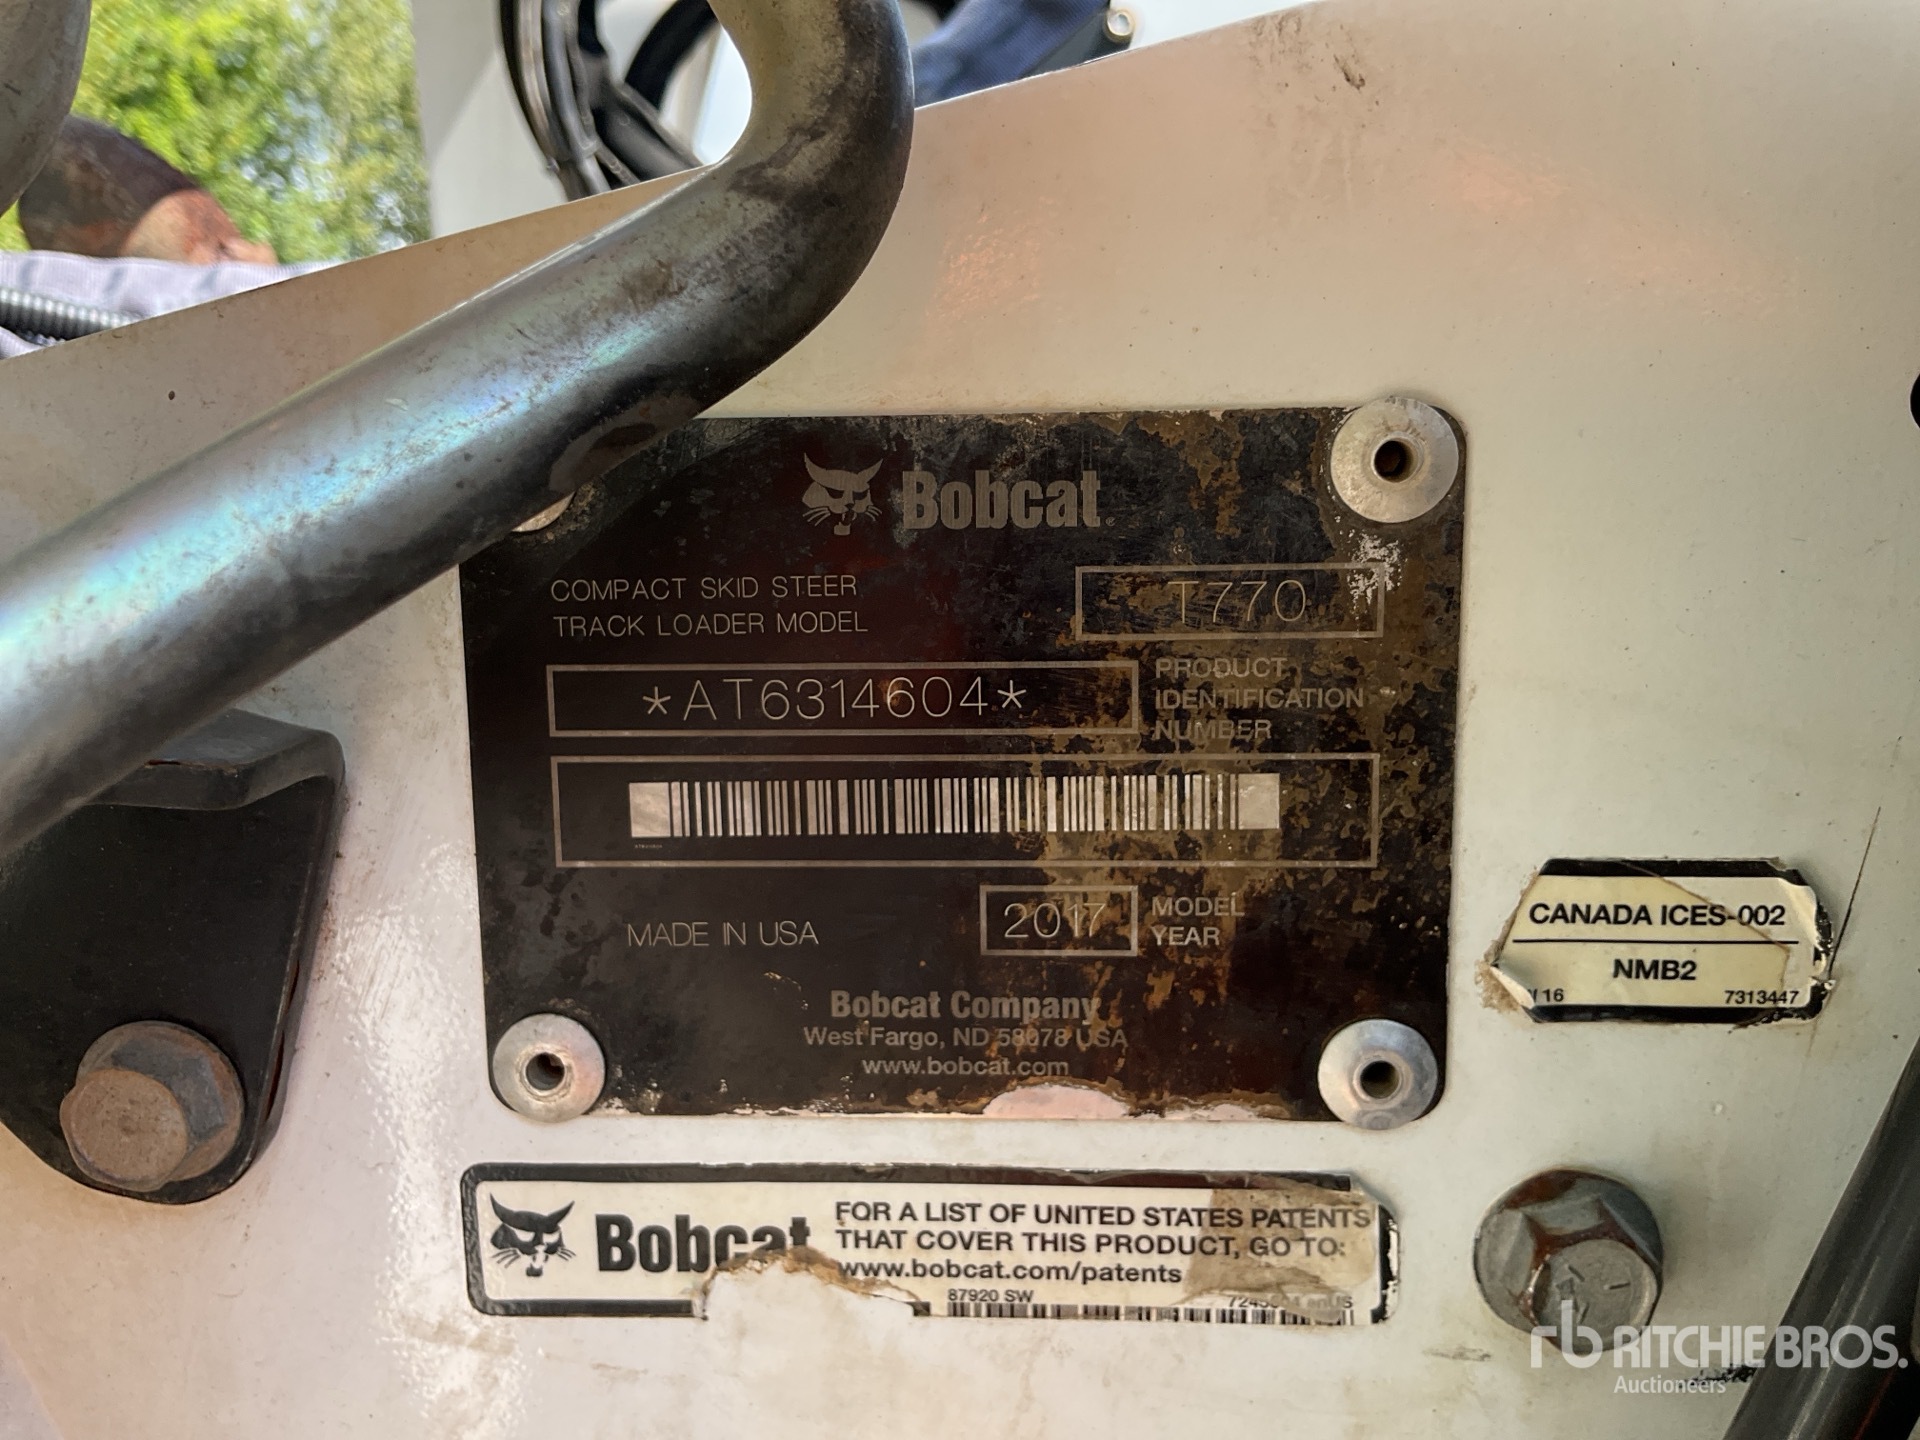 Bobcat
COMPACT SKID STEER
TRACK LOADER MODEL
T770
*AT6314604*
PRODUCT
IDENTIFICATION
NUMBER
MADE IN USA
2017
MODEL
YEAR
Bobcat Company
West Fargo, ND 58078 USA
www.bobcat.com
CANADA ICES-002
NMB2
16
7313447
Bobcat
FOR A LIST OF UNITED STATES PATENTS
THAT COVER THIS PRODUCT, GO TO:
www.bobcat.com/patents
87920 SW
rb RITCHIE BROS.
Auctioneers